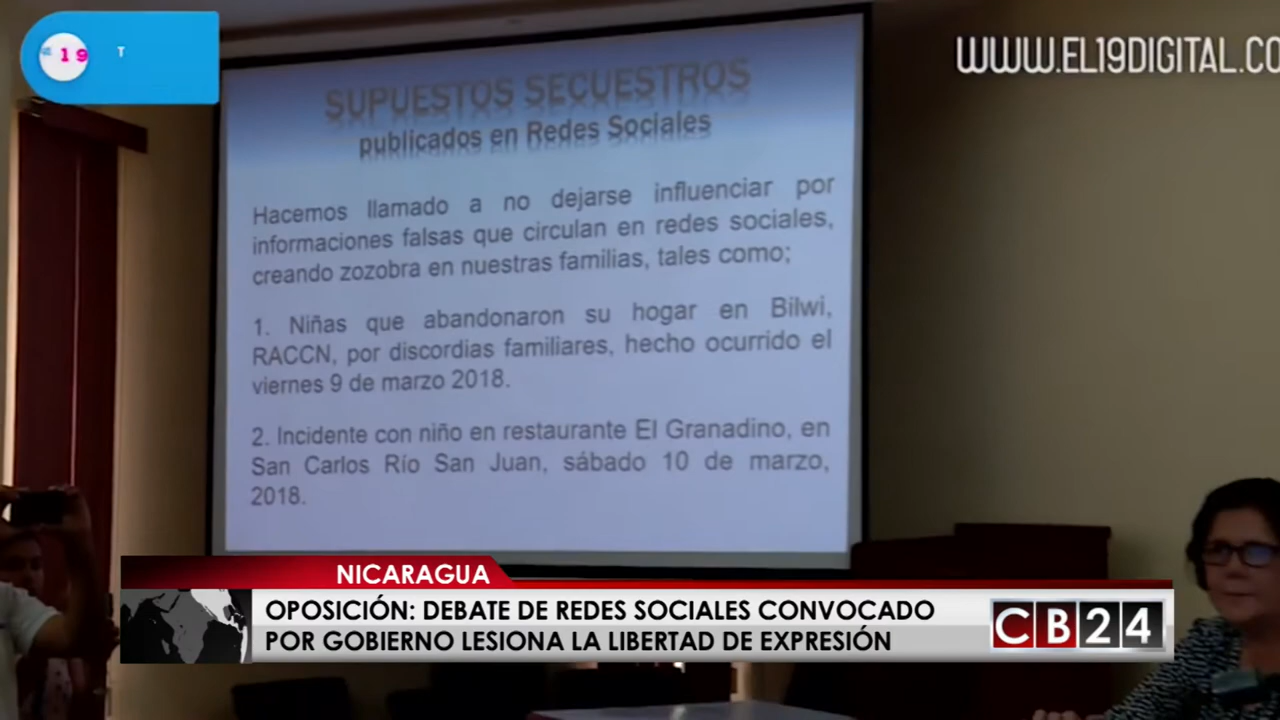 19 T
WWW.EL19DIGITAL.CO
SUPUESTOS SECUESTROS
publicados en Redes Sociales
Hacemos llamado a no dejarse influenciar por
informaciones falsas que circulan en redes sociales,
creando zozobra en nuestras familias, tales como;
1. Niñas que abandonaron su hogar en Bilwi,
RACCN, por discordias familiares, hecho ocurrido el
viernes 9 de marzo 2018.
2. Incidente con niño en restaurante El Granadino, en
San Carlos Río San Juan, sábado 10 de marzo,
2018.
NICARAGUA
OPOSICIÓN: DEBATE DE REDES SOCIALES CONVOCADO
POR GOBIERNO LESIONA LA LIBERTAD DE EXPRESIÓN
CB24